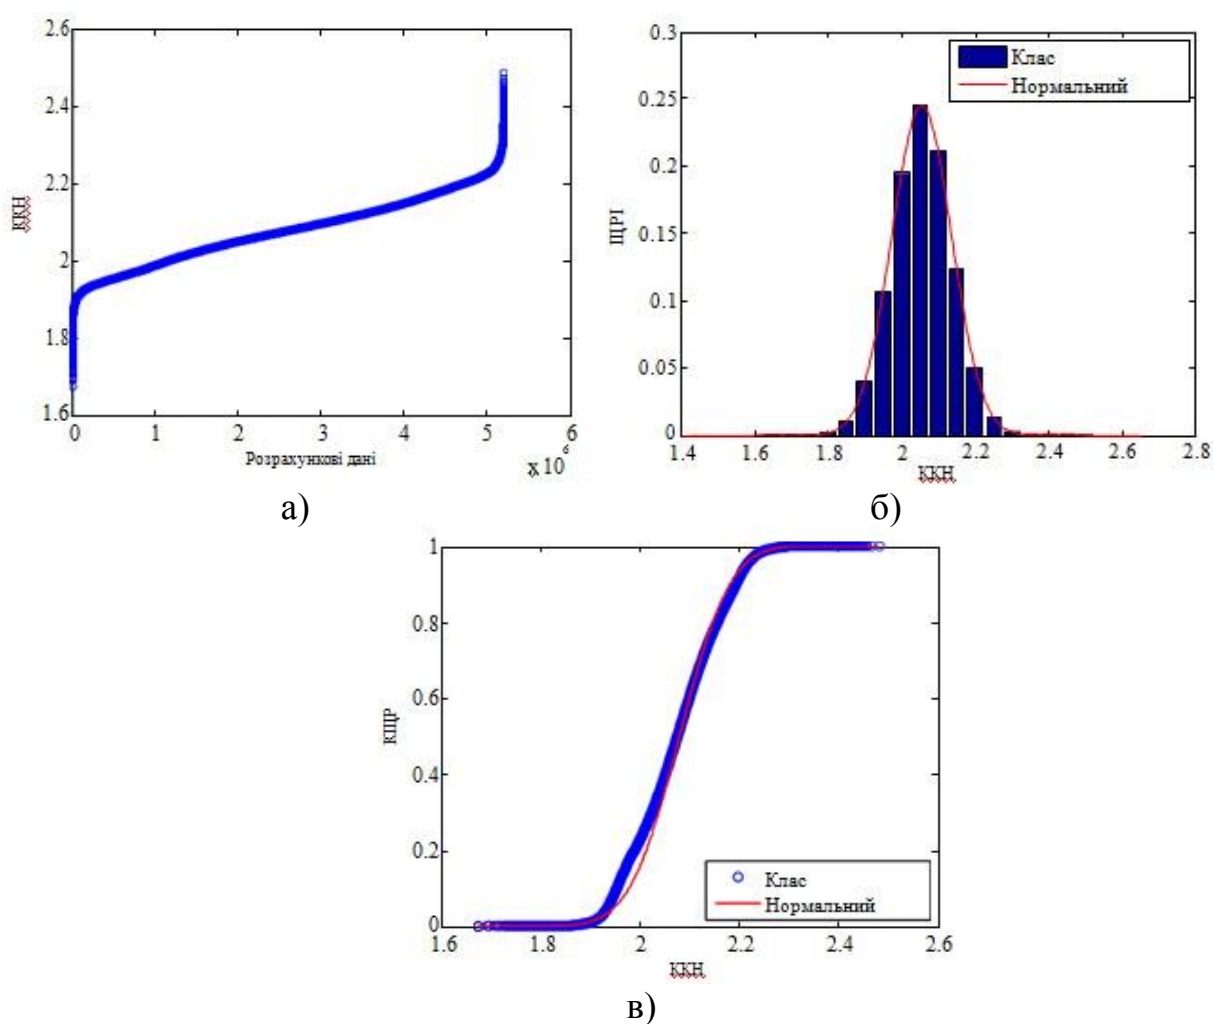 2.6
2.4
2.2
2
1.8
1.6
ККН
0 1 2 3 4 5 6
Розрахункові дані
x 10^6
а)
0.3
0.25
0.2
0.15
0.1
0.05
0
ЩРІ
Клас
Нормальний
1.4 1.6 1.8 2 2.2 2.4 2.6 2.8
ККН
б)
1
0.8
0.6
0.4
0.2
0
КЩР
Клас
Нормальний
1.6 1.8 2 2.2 2.4 2.6
ККН
в)